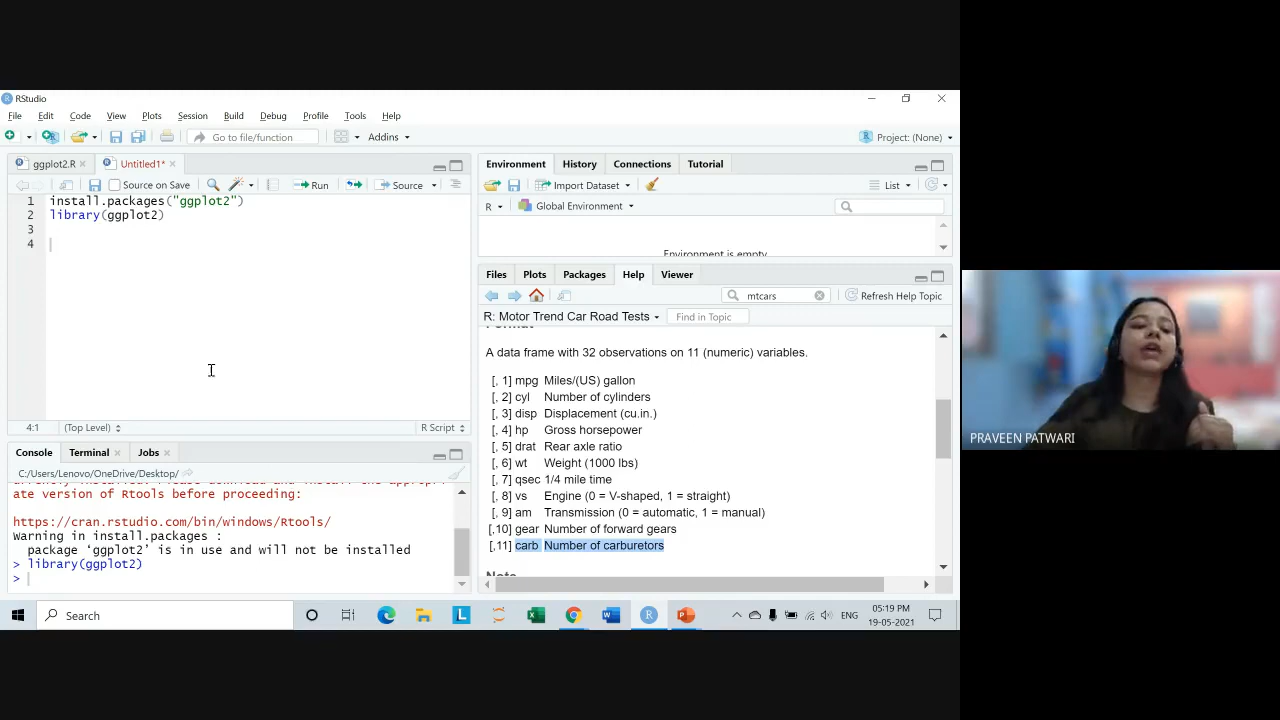 RStudio
File Edit Code View Plots Session Build Debug Profile Tools Help
Go to file/function Addins Project: (None)
ggplot2.R Untitled1*
Source on Save Run Source
1 install.packages("ggplot2")
2 library(ggplot2)
3
4
4:1 (Top Level) R Script
Console Terminal Jobs
C:/Users/Lenovo/OneDrive/Desktop/
ate version of Rtools before proceeding:
https://cran.rstudio.com/bin/windows/Rtools/
Warning in install.packages :
package ‘ggplot2’ is in use and will not be installed
> library(ggplot2)
>
Environment History Connections Tutorial
Import Dataset List
R Global Environment
Environment is empty
Files Plots Packages Help Viewer
mtcars Refresh Help Topic
R: Motor Trend Car Road Tests Find in Topic
Format
A data frame with 32 observations on 11 (numeric) variables.
[, 1] mpg Miles/(US) gallon
[, 2] cyl Number of cylinders
[, 3] disp Displacement (cu.in.)
[, 4] hp Gross horsepower
[, 5] drat Rear axle ratio
[, 6] wt Weight (1000 lbs)
[, 7] qsec 1/4 mile time
[, 8] vs Engine (0 = V-shaped, 1 = straight)
[, 9] am Transmission (0 = automatic, 1 = manual)
[,10] gear Number of forward gears
[,11] carb Number of carburetors
Note
PRAVEEN PATWARI
Search
ENG
05:19 PM
19-05-2021